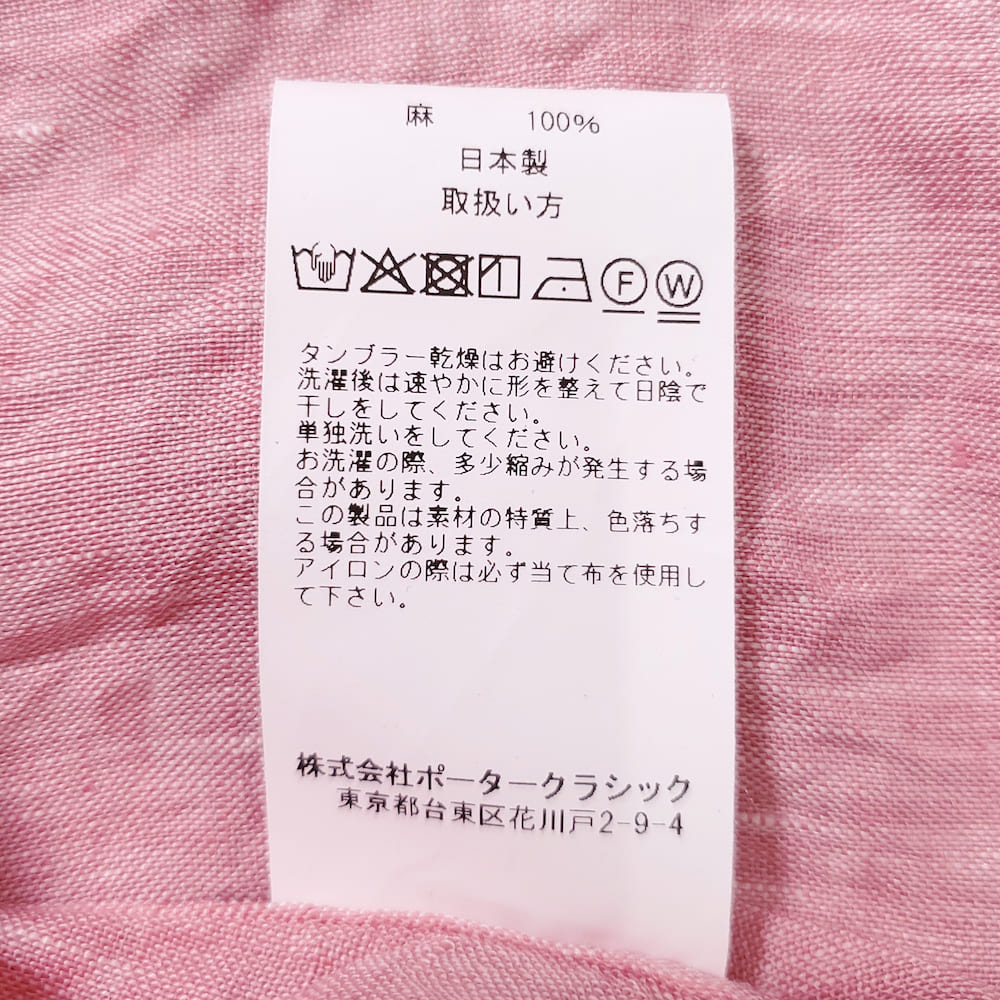 麻 100%
日本製
取扱い方
F W
タンブラー乾燥はお避けください。
洗濯後は速やかに形を整えて日陰で
干しをしてください。
単独洗いをしてください。
お洗濯の際、多少縮みが発生する場
合があります。
この製品は素材の特質上、色落ちす
る場合があります。
アイロンの際は必ず当て布を使用し
て下さい。
株式会社ポータークラシック
東京都台東区花川戸2-9-4